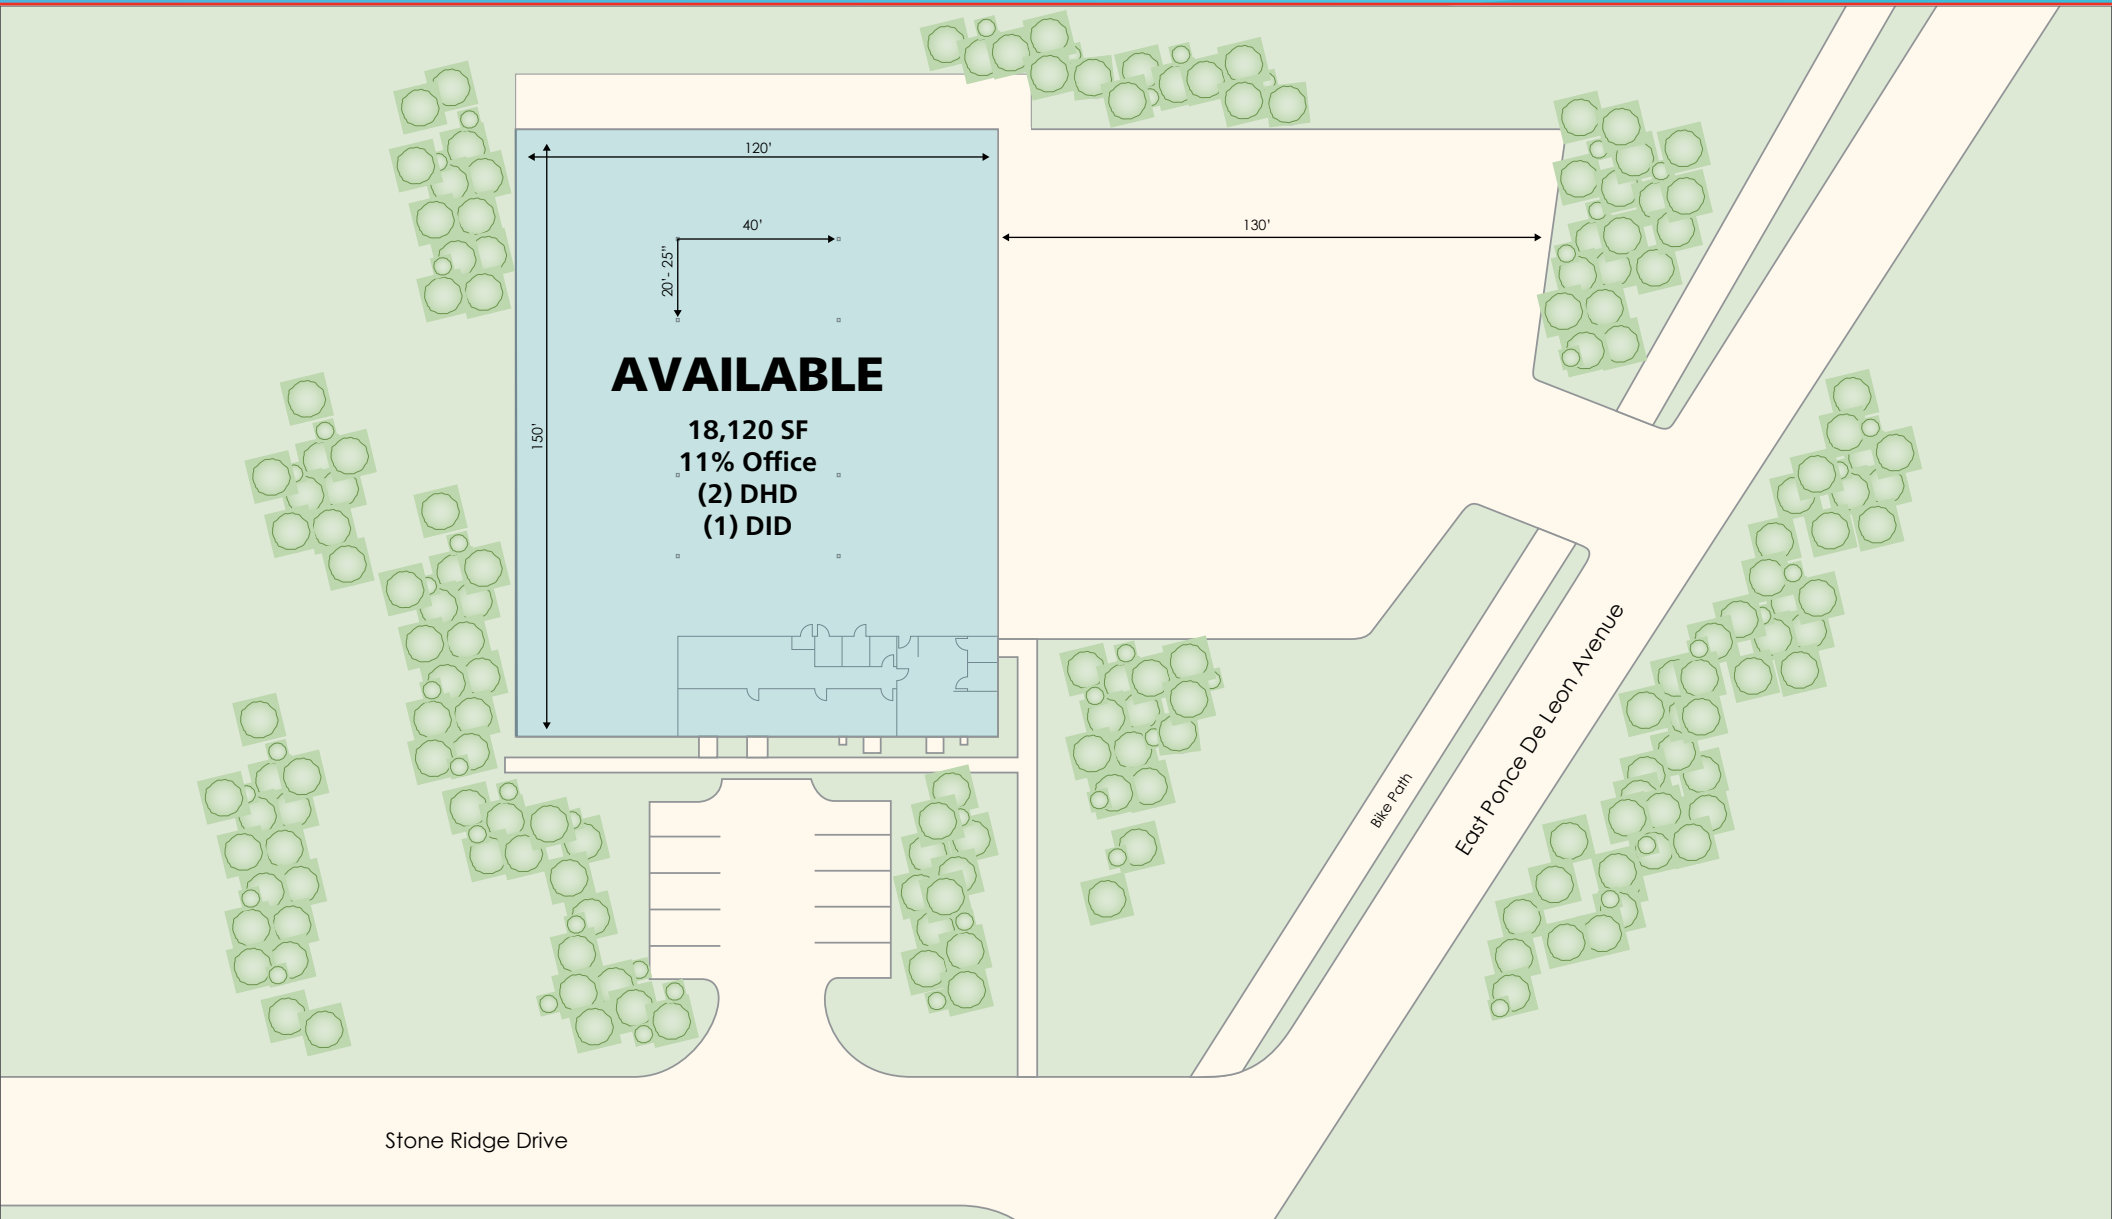 120'
40'
130'
20'- 25"
AVAILABLE
150'
18,120 SF
11% Office
(2) DHD
(1) DID
East Ponce De Leon Avenue
Bike Path
Stone Ridge Drive